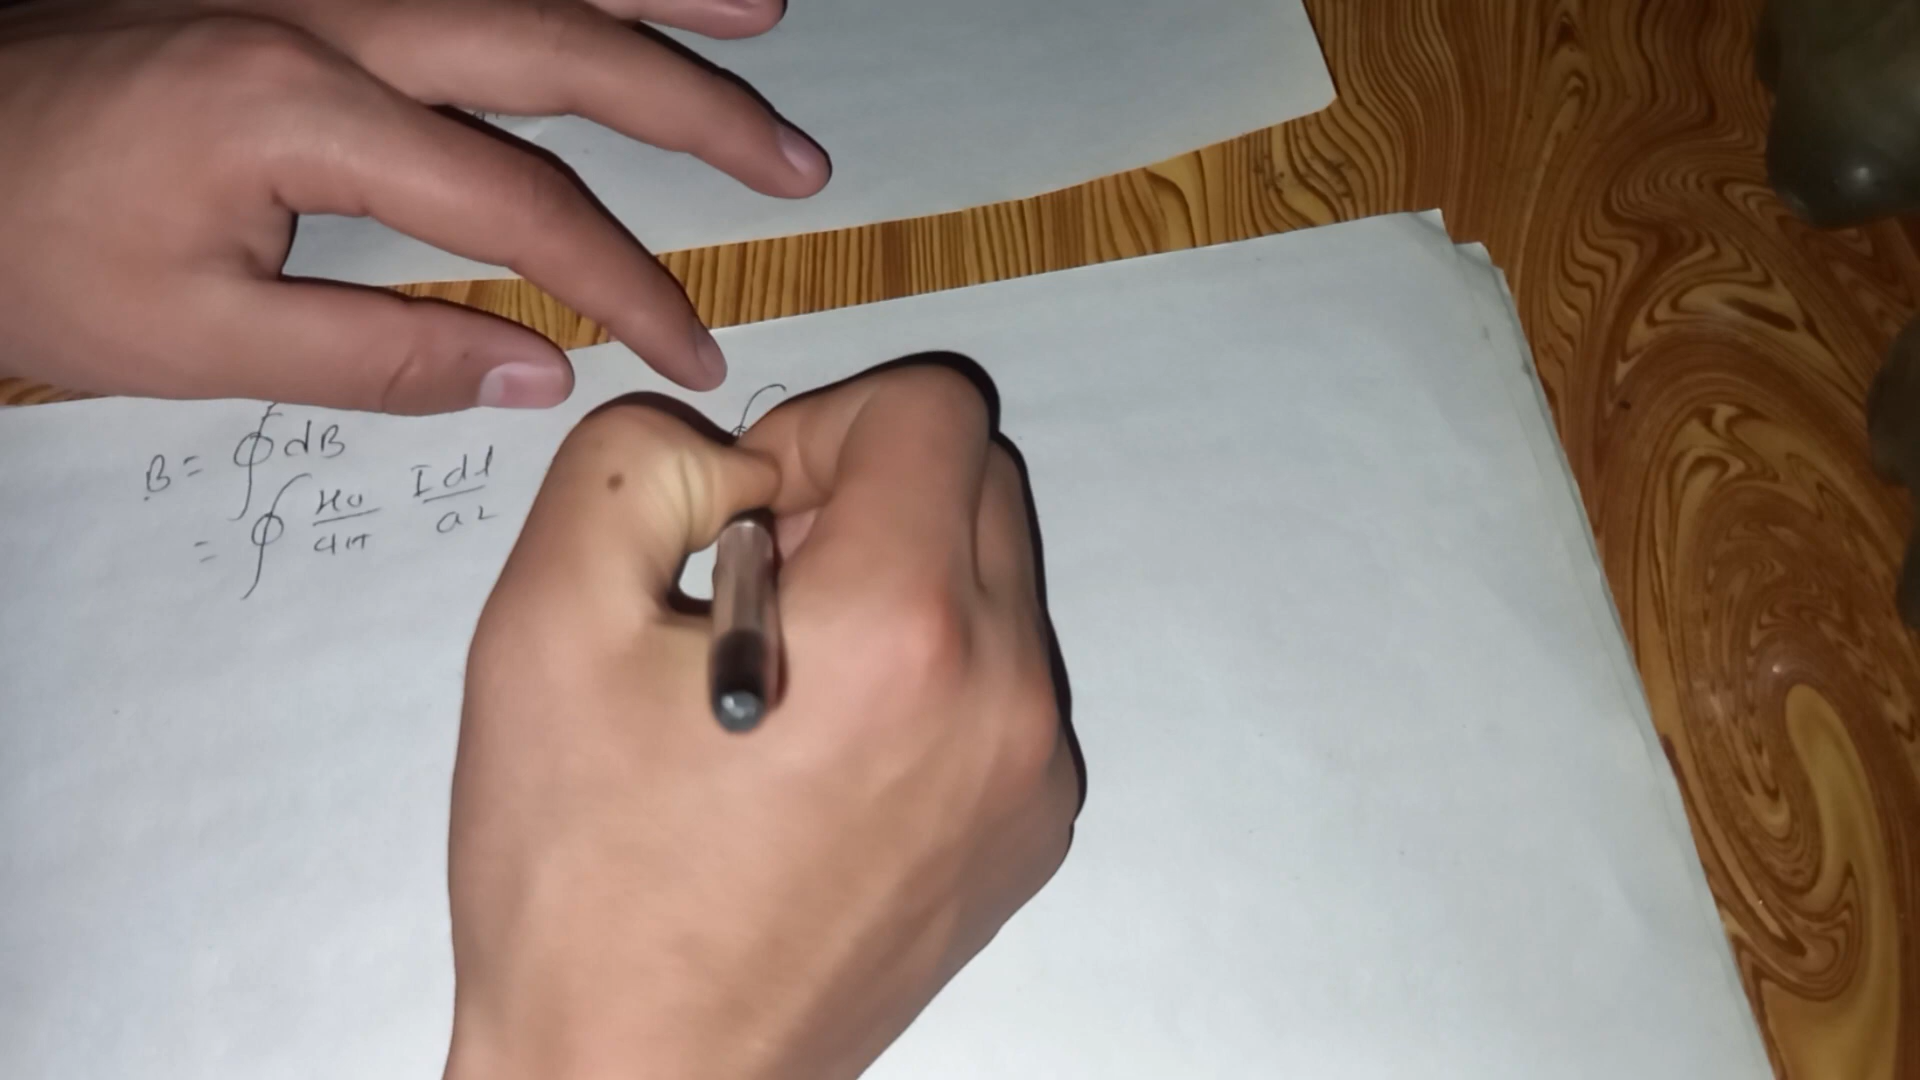 B = ∮ dB
= ∮ μ0/4π Idl/a2 ∮